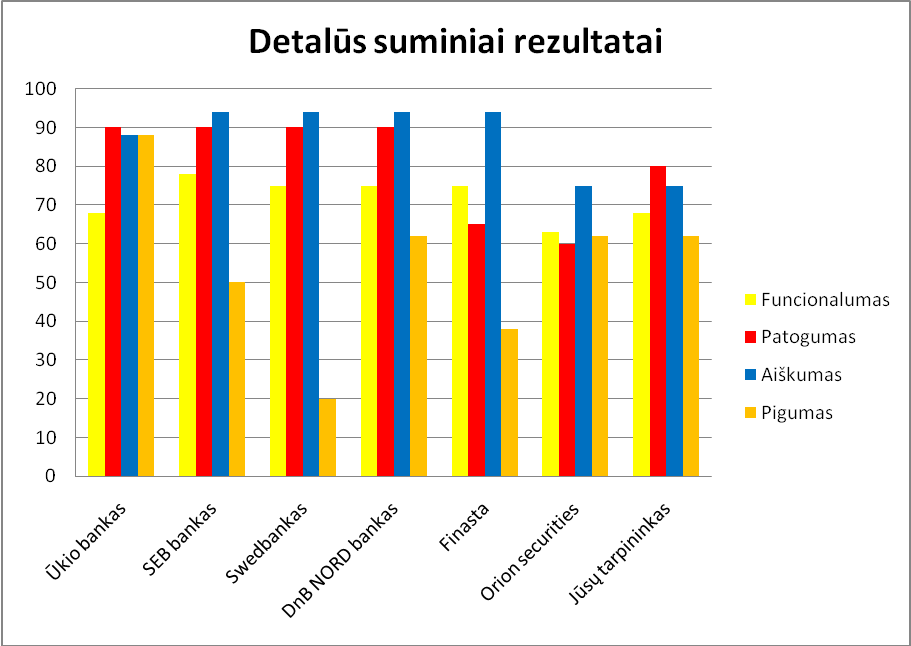 Detalūs suminiai rezultatai
100
90
80
70
60
50
40
30
20
10
0
Ūkio bankas
SEB bankas
Swedbankas
DnB NORD bankas
Finasta
Orion securities
Jūsų tarpininkas
Funcionalumas
Patogumas
Aiškumas
Pigumas